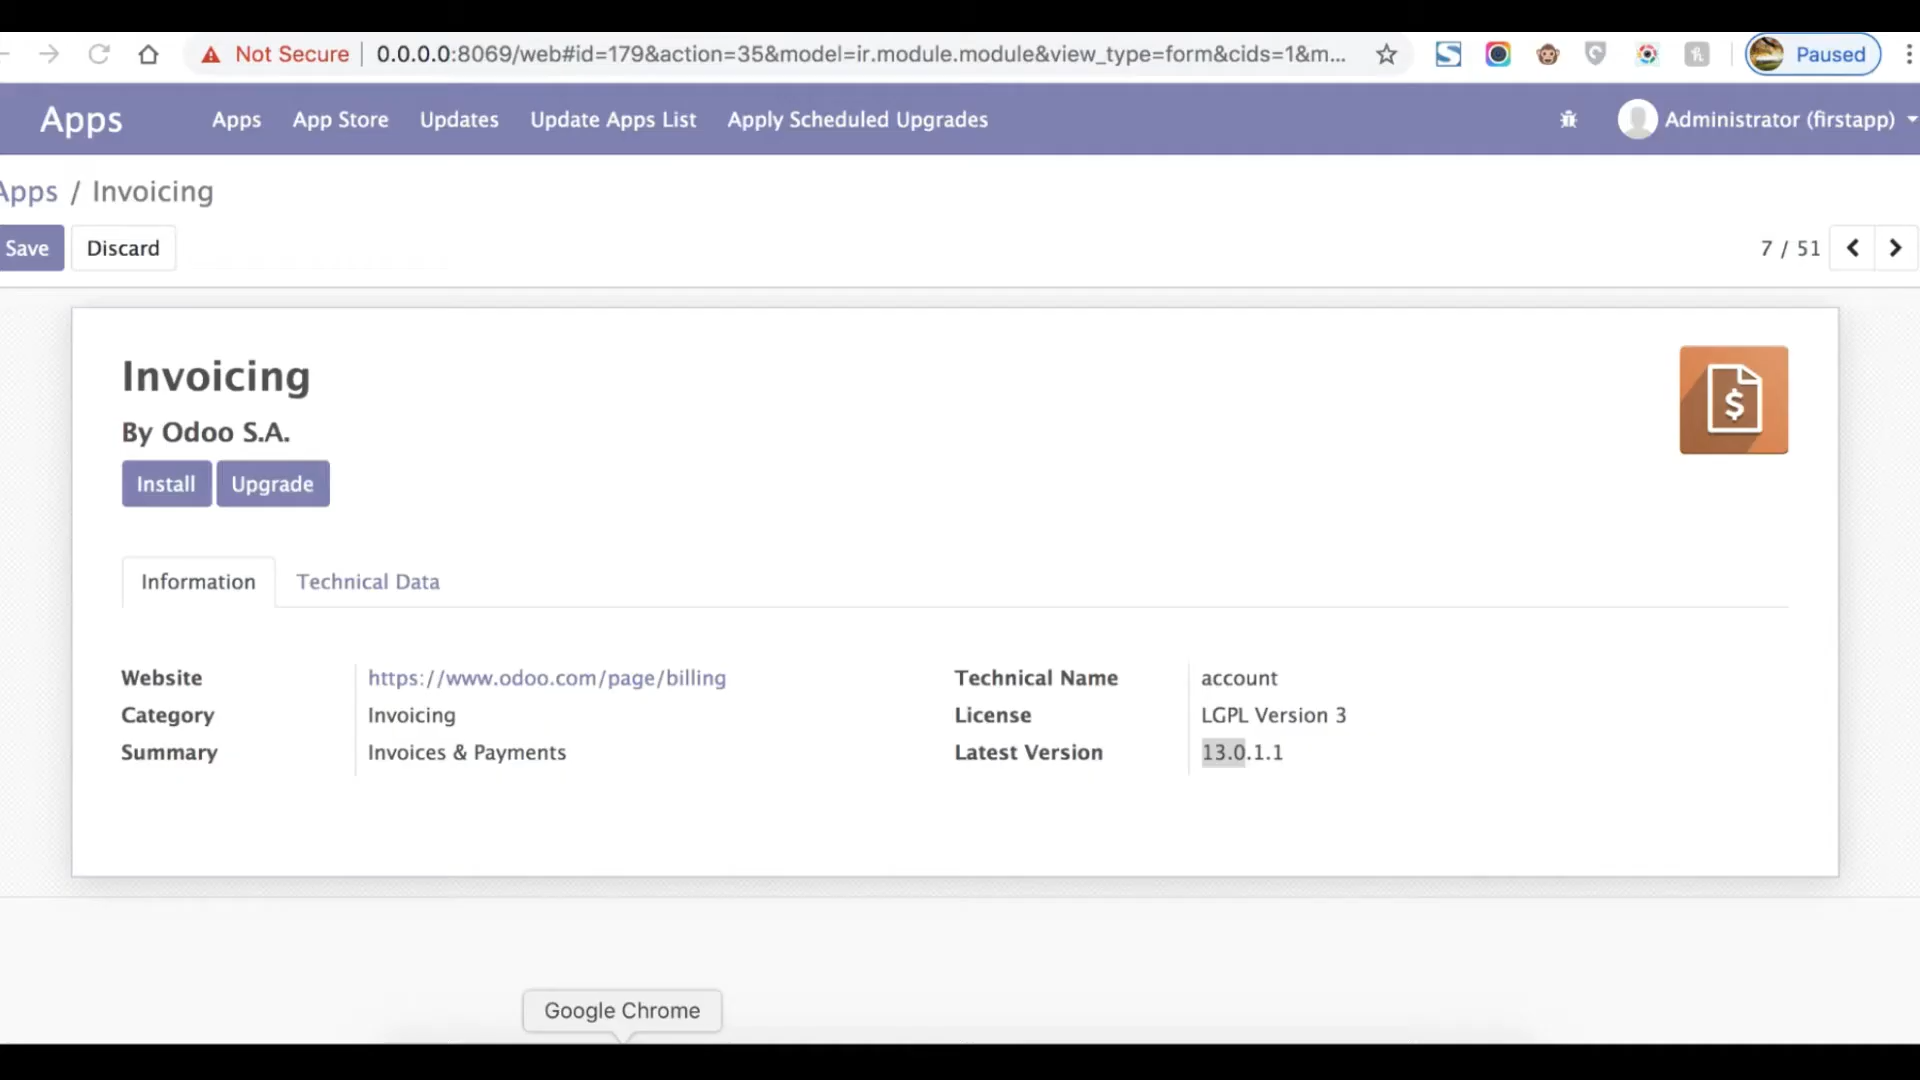 Not Secure
0.0.0.0:8069/web#id=179&action=35&model=ir.module.module&view_type=form&cids=1&m...
Paused
Apps
Apps
App Store
Updates
Update Apps List
Apply Scheduled Upgrades
Administrator (firstapp)
Apps / Invoicing
Save
Discard
7 / 51
Invoicing
By Odoo S.A.
Install
Upgrade
Information
Technical Data
Website
https://www.odoo.com/page/billing
Technical Name
account
Category
Invoicing
License
LGPL Version 3
Summary
Invoices & Payments
Latest Version
13.0.1.1
Google Chrome